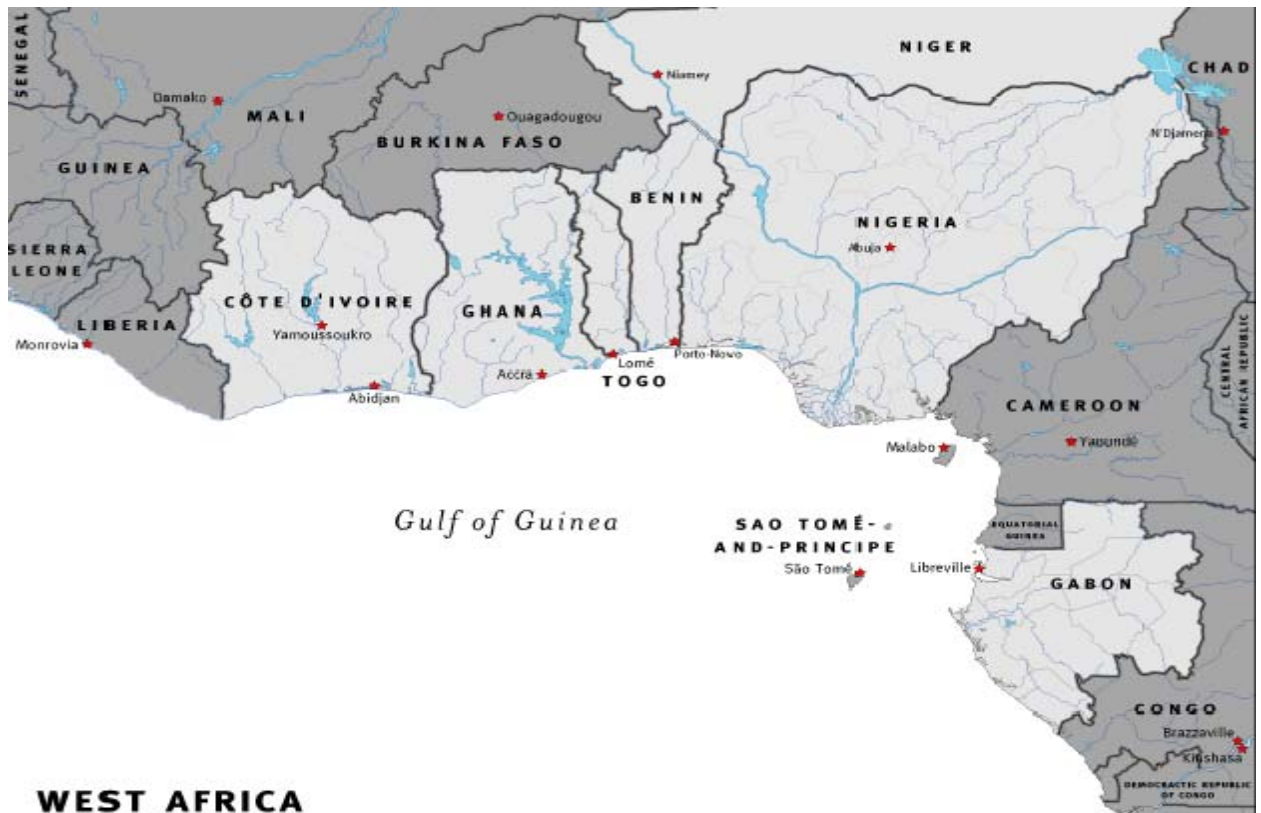 SENEGAL
NIGER
CHAD
Niamey
Damako
MALI
Ouagadougou
BURKINA FASO
N'Djamena
GUINEA
BENIN
NIGERIA
Abuja
SIERRA
LEONE
CÔTE D'IVOIRE
GHANA
Yamoussoukro
LIBERIA
Monrovia
Porto-Novo
Lomé
TOGO
Accra
Abidjan
CENTRAL
AFRICAN REPUBLIC
CAMEROON
Yaoundé
Malabo
Gulf of Guinea
SAO TOMÉ-
AND-PRINCIPE
São Tomé
EQUATORIAL
GUINEA
Libreville
GABON
CONGO
Brazzaville
Kinshasa
DEMOCRACTIC REPUBLIC
OF CONGO
WEST AFRICA